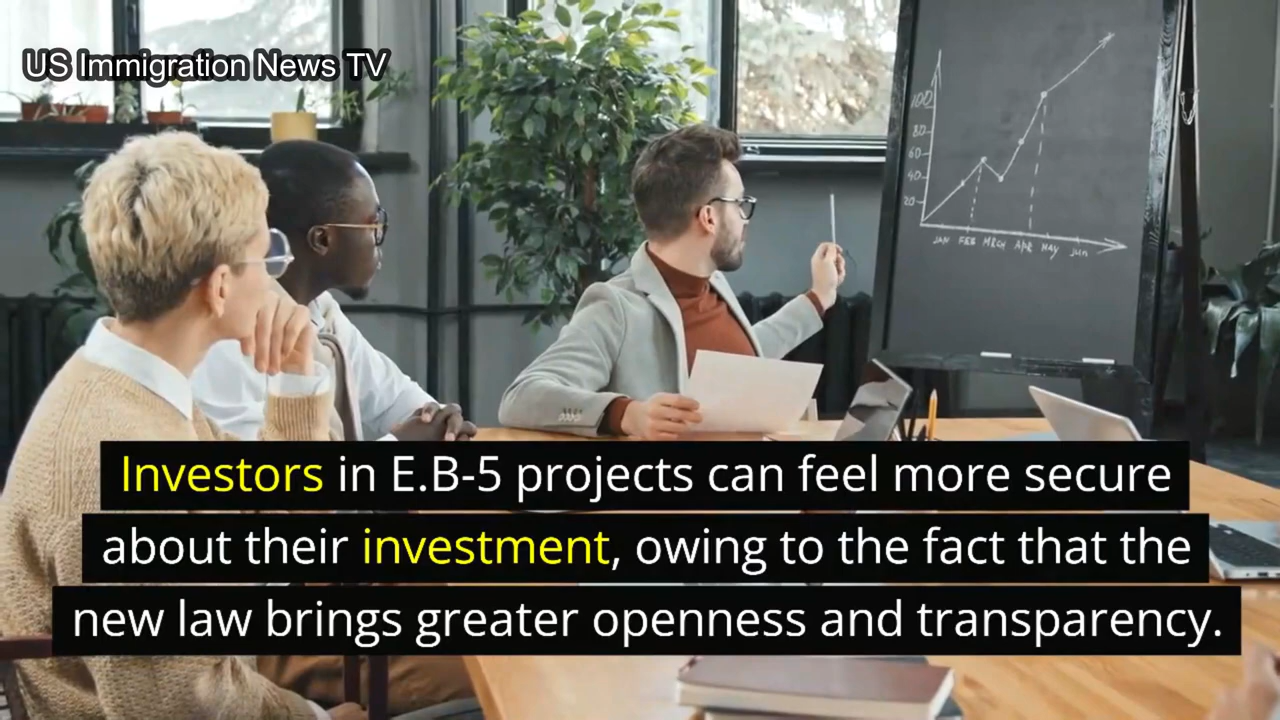 US Immigration News TV
100
80
60
40
20
JAN FEB MRCH APR MAY JUN
Investors in E.B-5 projects can feel more secure
about their investment, owing to the fact that the
new law brings greater openness and transparency.